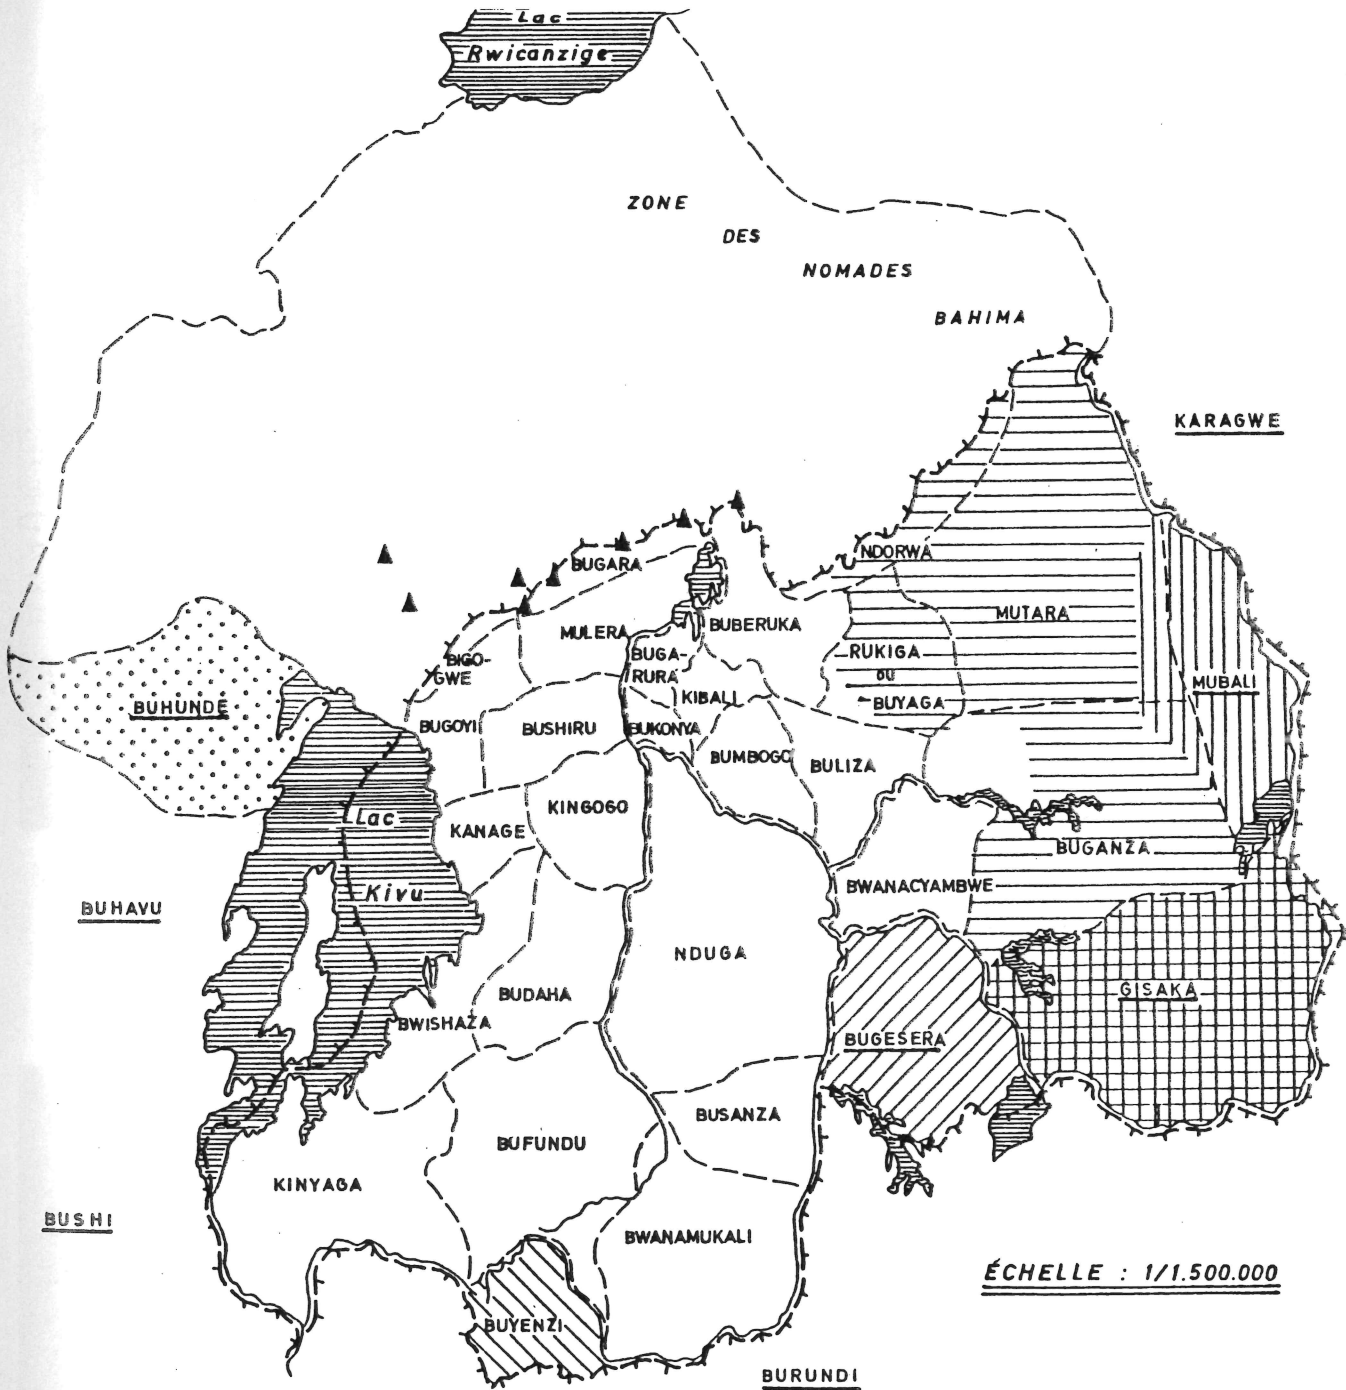 Lac
Rwicanzige
ZONE
DES
NOMADES
BAHIMA
KARAGWE
NDORWA
BUGARA
MUTARA
MULERA
BUBERUKA
BIGO-
GWE
BUGA-
RURA
RUKIGA
OU
BUYAGA
MUBALI
KIBALI
BUHUNDE
BUGOYI
BUSHIRU
BUKONYA
BUMBOGO
BULIZA
KINGOGO
Lac
Kivu
KANAGE
BUGANZA
BWANACYAMBWE
BUHAVU
NDUGA
BUDAHA
GISAKA
BWISHAZA
BUGESERA
BUSANZA
BUFUNDU
KINYAGA
BUSHI
BWANAMUKALI
ÉCHELLE : 1/1.500.000
BUYENZI
BURUNDI